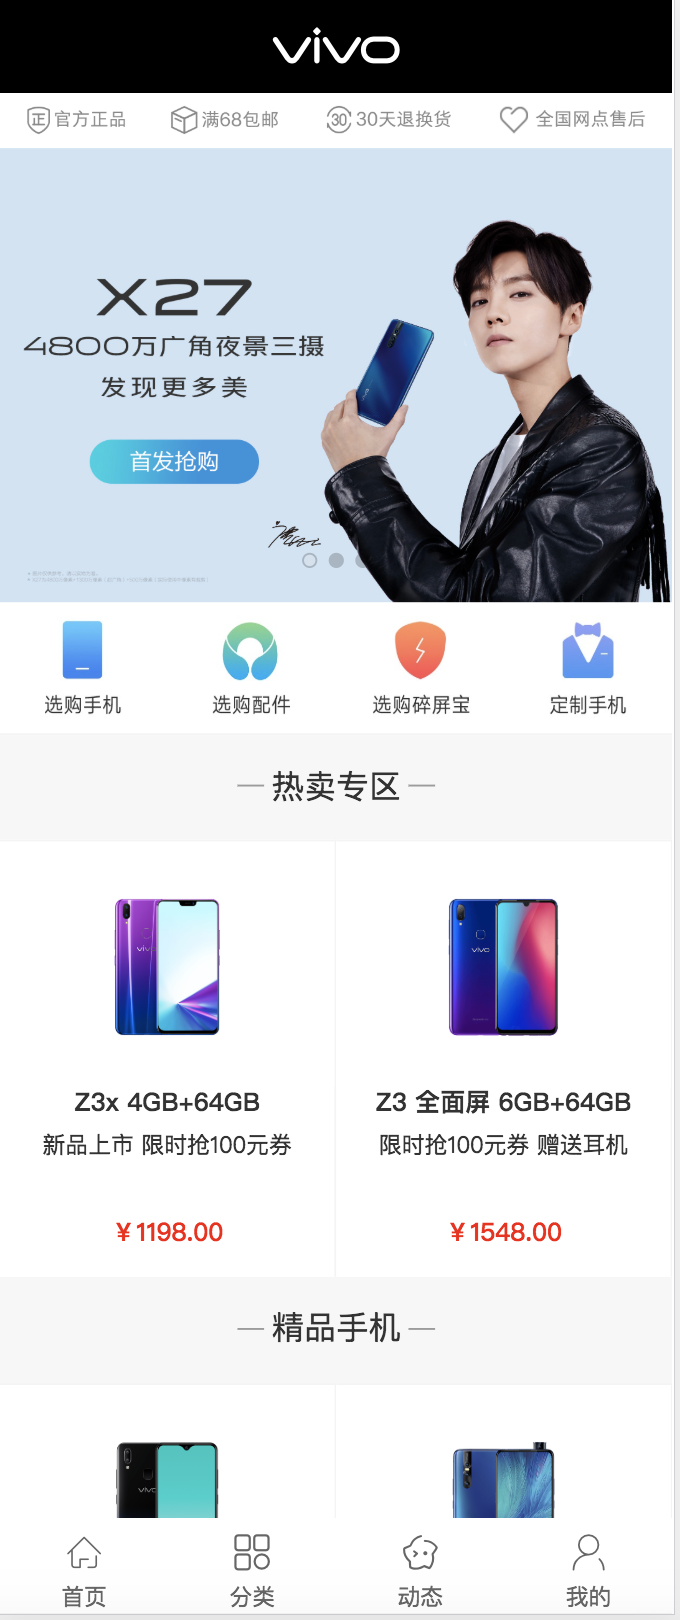 vivo
正 官方正品 满68包邮 30 30天退换货 全国网点售后
X27
4800万广角夜景三摄
发现更多美
首发抢购
vivo
选购手机 选购配件 选购碎屏宝 定制手机
热卖专区
vivo vivo
Z3x 4GB+64GB Z3 全面屏 6GB+64GB
新品上市 限时抢100元券 限时抢100元券 赠送耳机
¥1198.00 ¥1548.00
精品手机
vivo
首页 分类 动态 我的